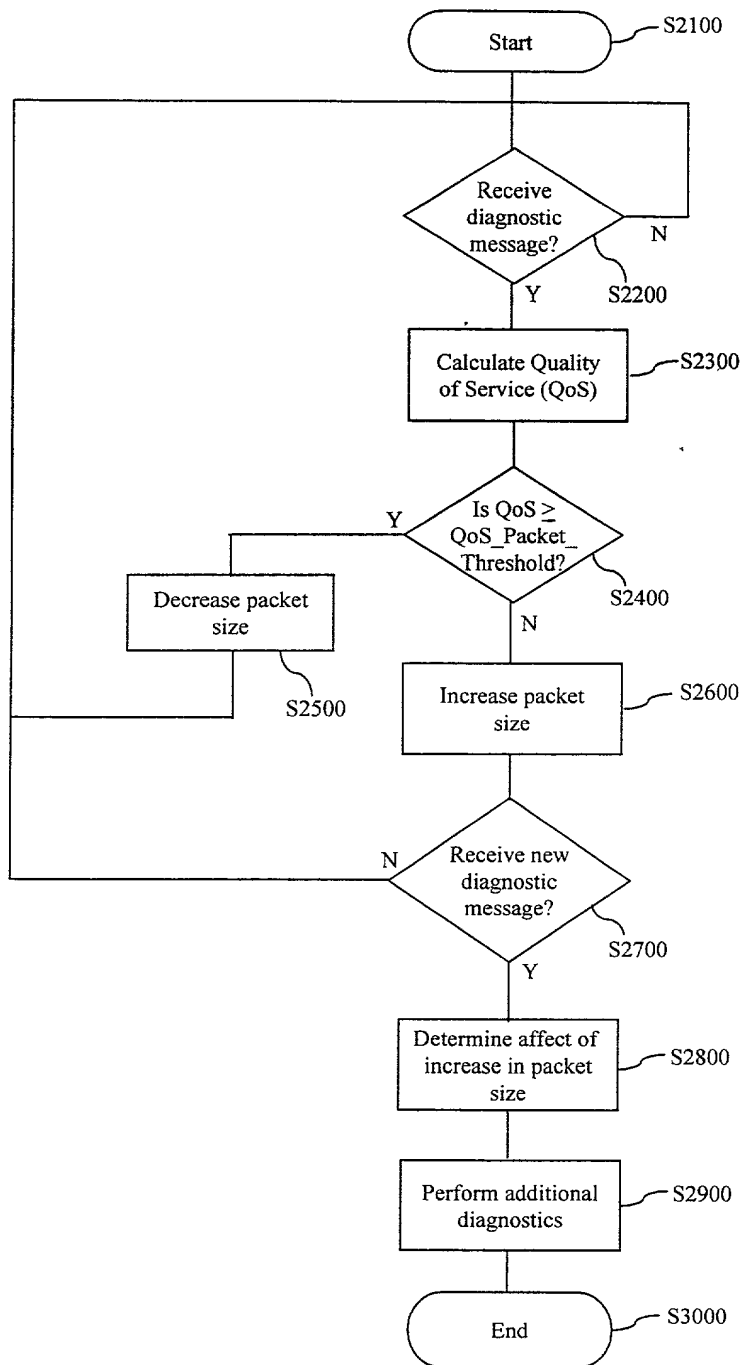 Start
S2100
Receive
diagnostic
message?
N
S2200
Y
Calculate Quality
of Service (QoS)
S2300
Y
Is QoS ≥
QoS_Packet_
Threshold?
S2400
N
Decrease packet
size
S2500
Increase packet
size
S2600
N
Receive new
diagnostic
message?
S2700
Y
Determine affect of
increase in packet
size
S2800
Perform additional
diagnostics
S2900
End
S3000